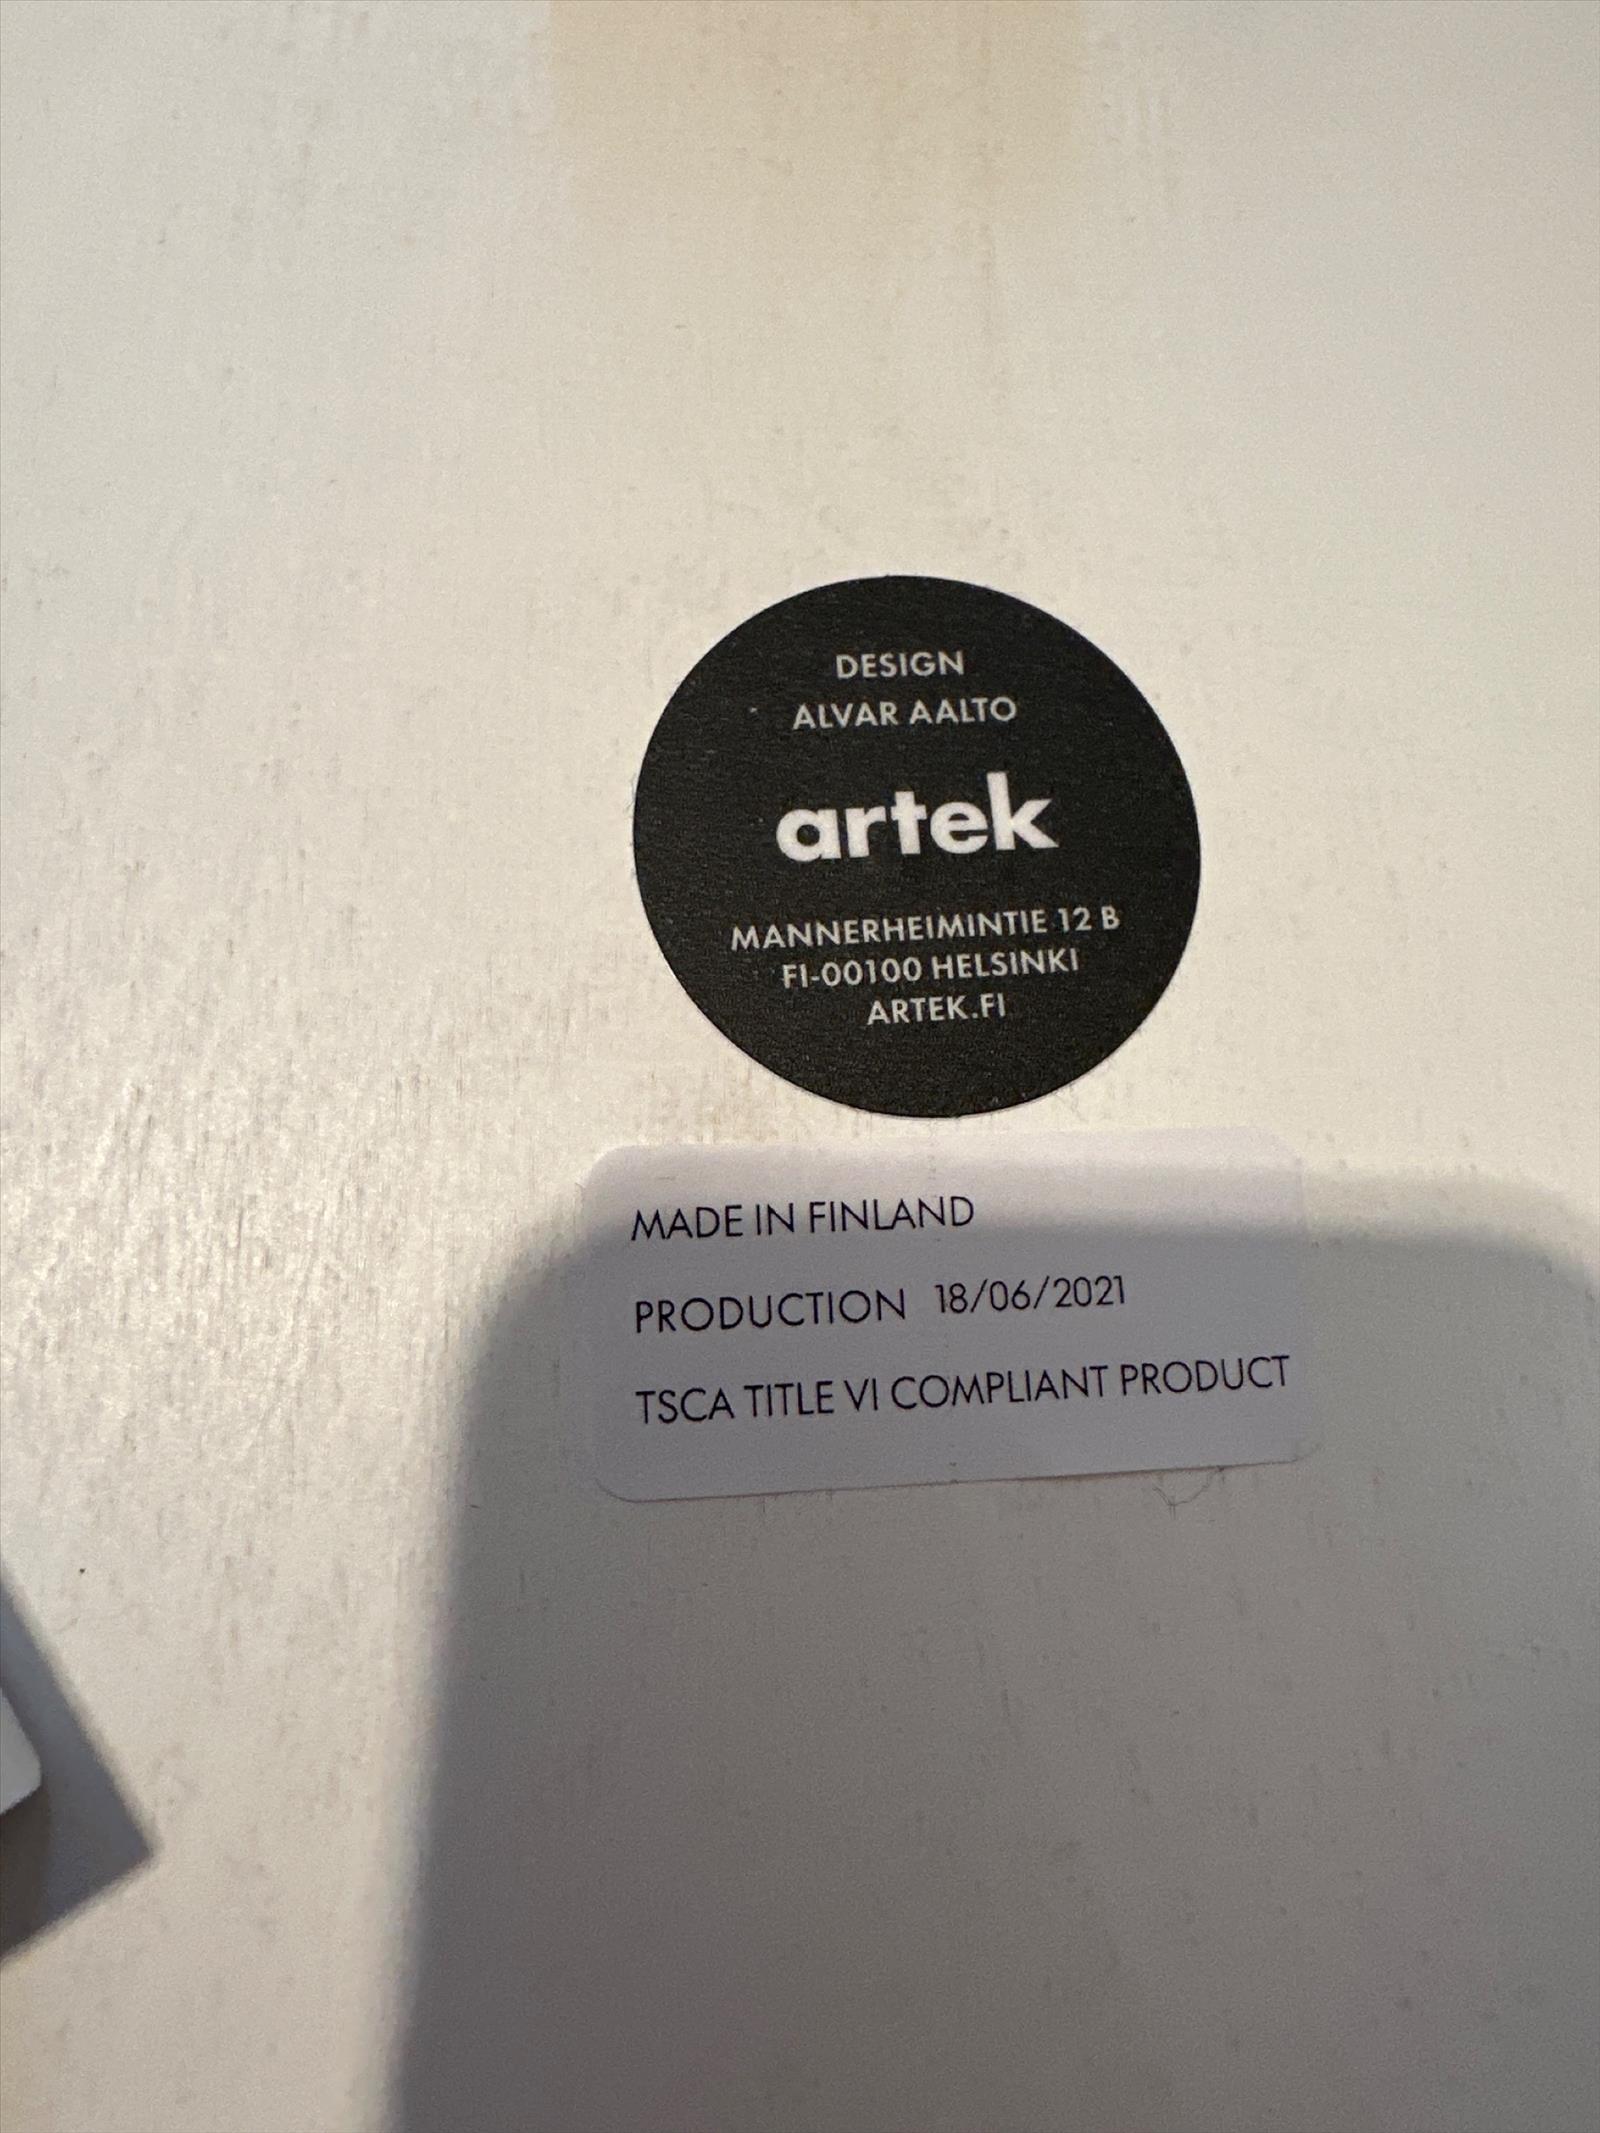 DESIGN
ALVAR AALTO
artek
MANNERHEIMINTIE 12 B
FI-00100 HELSINKI
ARTEK.FI
MADE IN FINLAND
PRODUCTION 18/06/2021
TSCA TITLE VI COMPLIANT PRODUCT